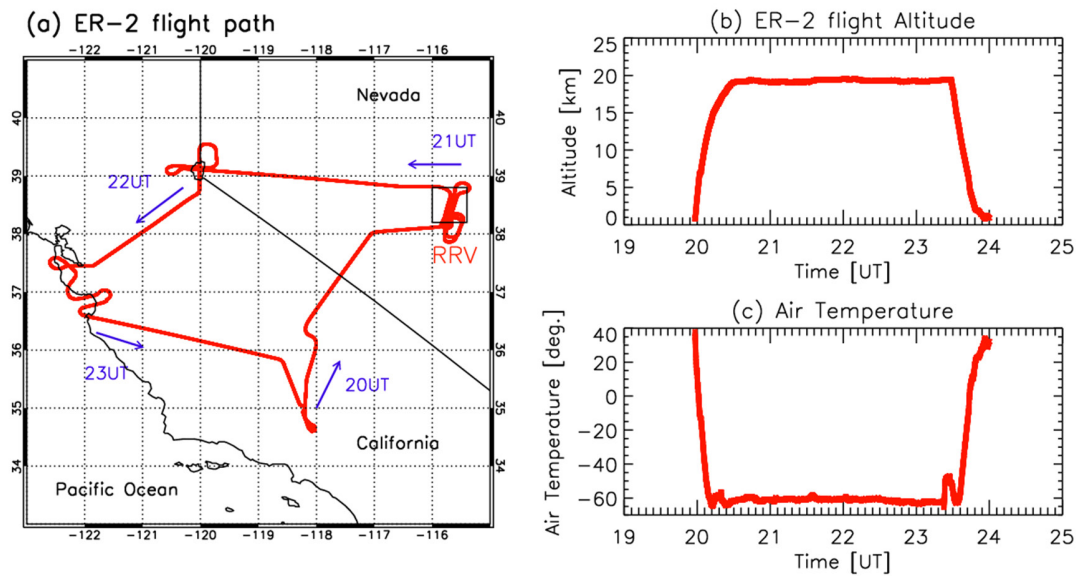 (a) ER-2 flight path
-122 -121 -120 -119 -118 -117 -116
Nevada
40 40
21UT
39 39
22UT
38 38
RRV
37 37
36 36
23UT
20UT
35 35
California
34 34
Pacific Ocean
-122 -121 -120 -119 -118 -117 -116
(b) ER-2 flight Altitude
Altitude [km]
25
20
15
10
5
0
19 20 21 22 23 24 25
Time [UT]
(c) Air Temperature
Air Temperature [deg.]
40
20
0
-20
-40
-60
19 20 21 22 23 24 25
Time [UT]